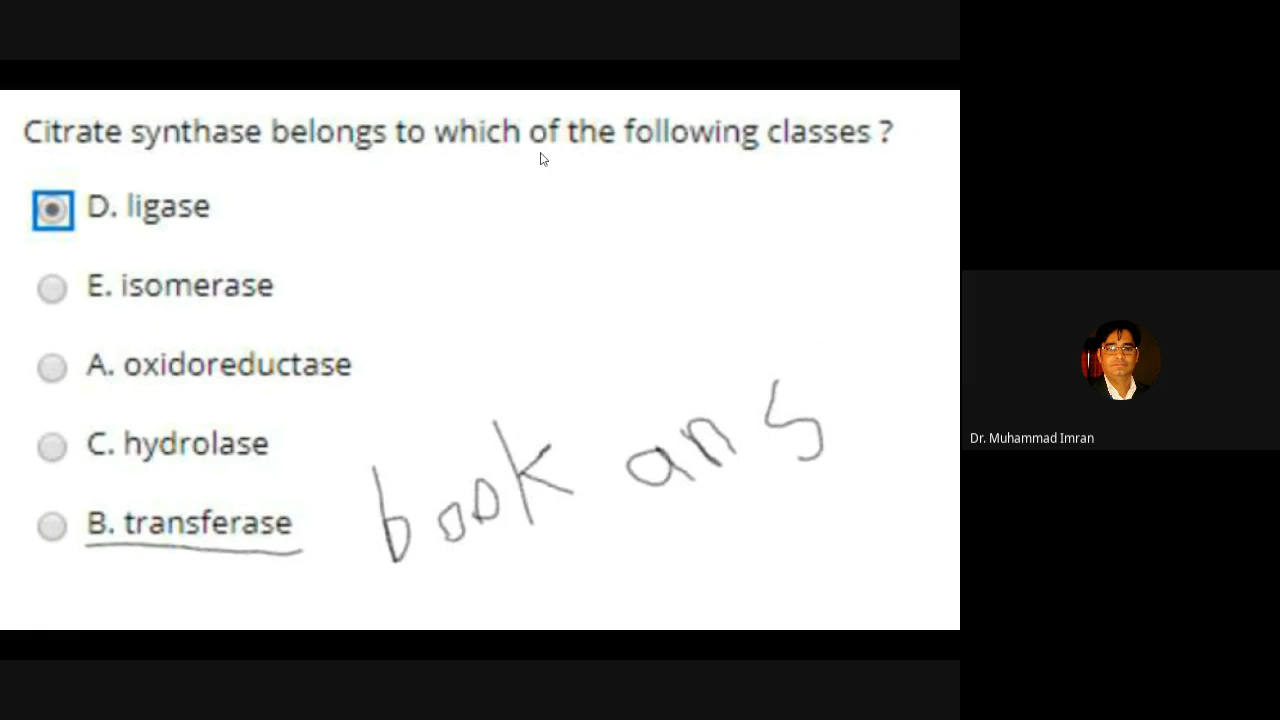 Citrate synthase belongs to which of the following classes ?
D. ligase
E. isomerase
A. oxidoreductase
C. hydrolase
B. transferase
book ans
Dr. Muhammad Imran